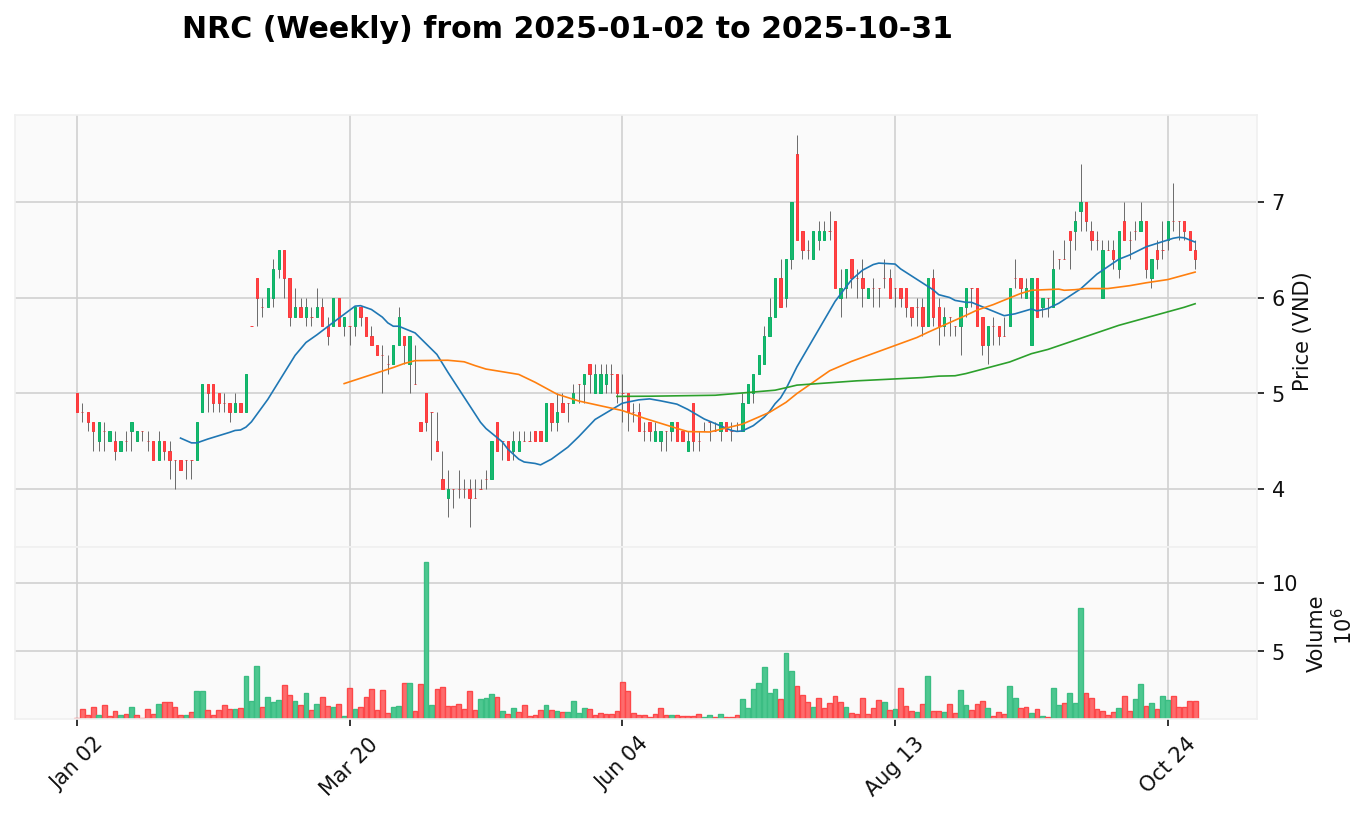 NRC (Weekly) from 2025-01-02 to 2025-10-31
7
6
5
4
Price (VND)
10
5
Volume
10⁶
Jan 02
Mar 20
Jun 04
Aug 13
Oct 24